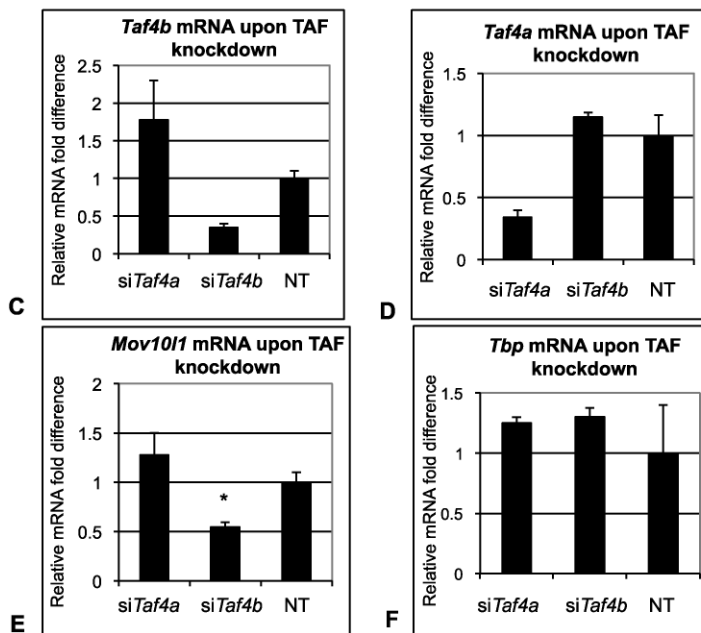 Taf4b mRNA upon TAF
knockdown
Relative mRNA fold difference
2.5
2
1.5
1
0.5
0
siTaf4a siTaf4b NT
C
Taf4a mRNA upon TAF
knockdown
Relative mRNA fold difference
1.5
1
0.5
0
siTaf4a siTaf4b NT
D
Mov10l1 mRNA upon TAF
knockdown
Relative mRNA fold difference
2
1.5
1
0.5
0
*
siTaf4a siTaf4b NT
E
Tbp mRNA upon TAF
knockdown
Relative mRNA fold difference
1.5
1
0.5
0
siTaf4a siTaf4b NT
F